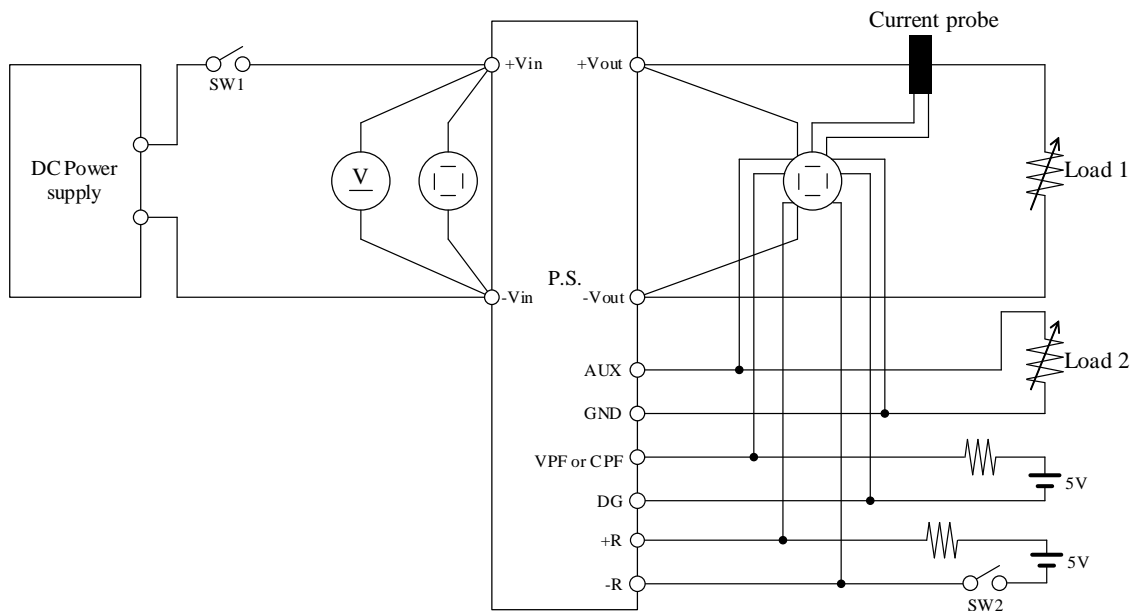 Current probe
+Vin
+Vout
SW1
DC Power
supply
V
Load 1
P.S.
-Vin
-Vout
AUX
Load 2
GND
VPF or CPF
5V
DG
+R
5V
-R
SW2